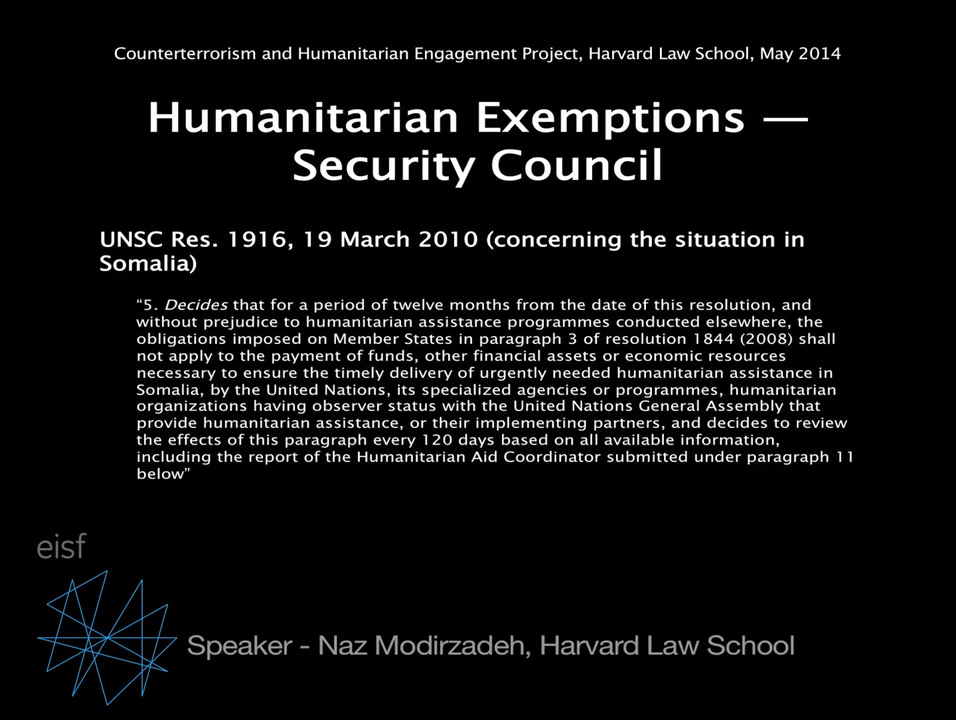 Counterterrorism and Humanitarian Engagement Project, Harvard Law School, May 2014
Humanitarian Exemptions —
Security Council
UNSC Res. 1916, 19 March 2010 (concerning the situation in
Somalia)
“5. Decides that for a period of twelve months from the date of this resolution, and
without prejudice to humanitarian assistance programmes conducted elsewhere, the
obligations imposed on Member States in paragraph 3 of resolution 1844 (2008) shall
not apply to the payment of funds, other financial assets or economic resources
necessary to ensure the timely delivery of urgently needed humanitarian assistance in
Somalia, by the United Nations, its specialized agencies or programmes, humanitarian
organizations having observer status with the United Nations General Assembly that
provide humanitarian assistance, or their implementing partners, and decides to review
the effects of this paragraph every 120 days based on all available information,
including the report of the Humanitarian Aid Coordinator submitted under paragraph 11
below”
eisf
Speaker - Naz Modirzadeh, Harvard Law School